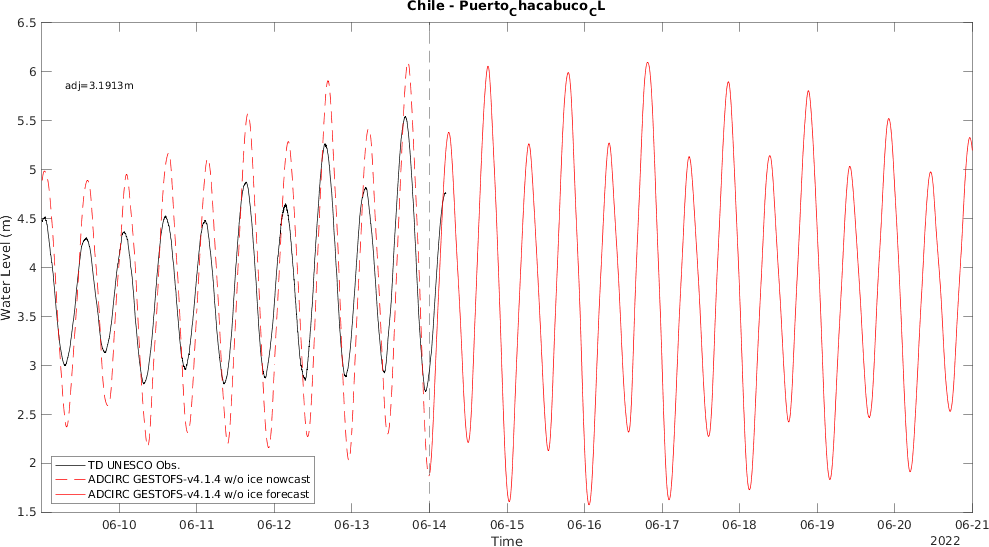 Chile - PuertoChacabucoCL
adj=3.1913m
Water Level (m)
6.5
6
5.5
5
4.5
4
3.5
3
2.5
2
1.5
TD UNESCO Obs.
ADCIRC GESTOFS-v4.1.4 w/o ice nowcast
ADCIRC GESTOFS-v4.1.4 w/o ice forecast
06-10 06-11 06-12 06-13 06-14 06-15 06-16 06-17 06-18 06-19 06-20 06-21
Time
2022